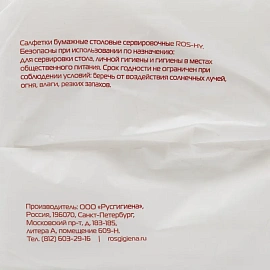 Салфетки бумажные столовые сервировочные ROS-Hy.
Безопасны при использовании по назначению:
для сервировки стола, личной гигиены и гигиены в местах
общественного питания. Срок годности не ограничен при
соблюдении условий: беречь от воздействия солнечных лучей,
огня, влаги, резких запахов.
Производитель: ООО «Русгигиена».
Россия, 196070, Санкт-Петербург,
Московский пр-т, д. 183-185,
литера А, помещение 609-Н.
Тел. (812) 603-29-16 | rosgigiena.ru